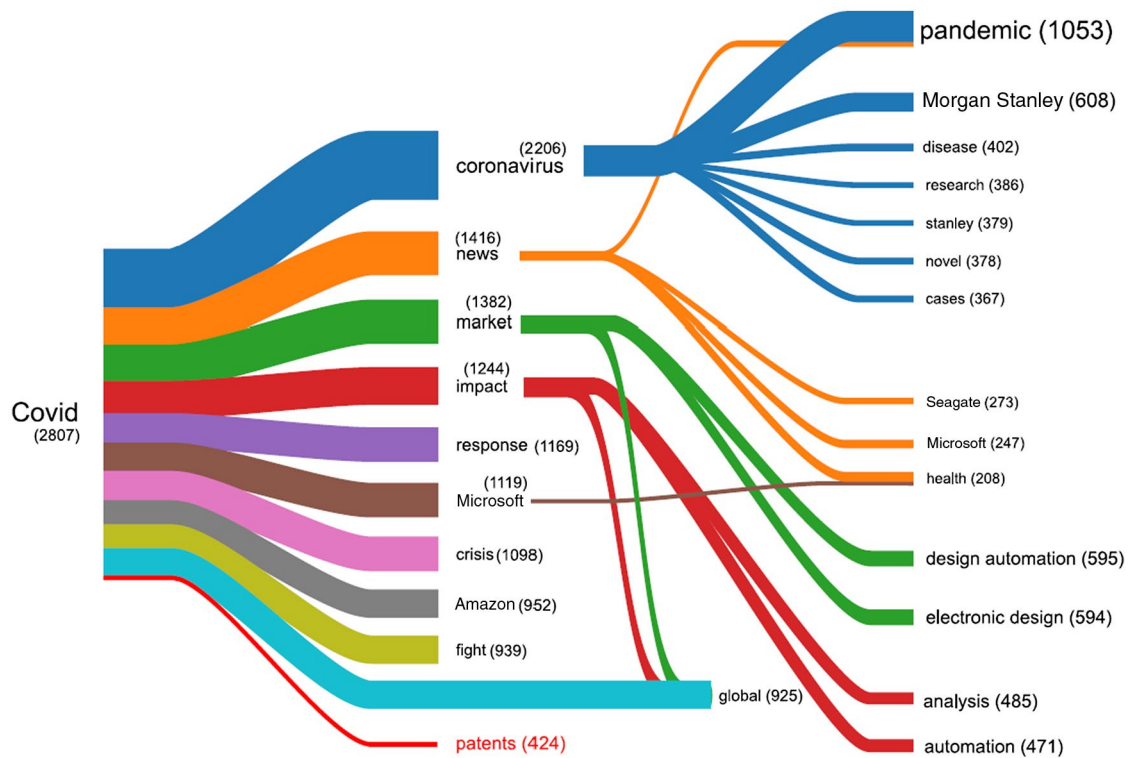 Covid
(2807)
(2206)
coronavirus
(1416)
news
(1382)
market
(1244)
impact
response (1169)
(1119)
Microsoft
crisis (1098)
Amazon (952)
fight (939)
global (925)
patents (424)
pandemic (1053)
Morgan Stanley (608)
disease (402)
research (386)
stanley (379)
novel (378)
cases (367)
Seagate (273)
Microsoft (247)
health (208)
design automation (595)
electronic design (594)
analysis (485)
automation (471)